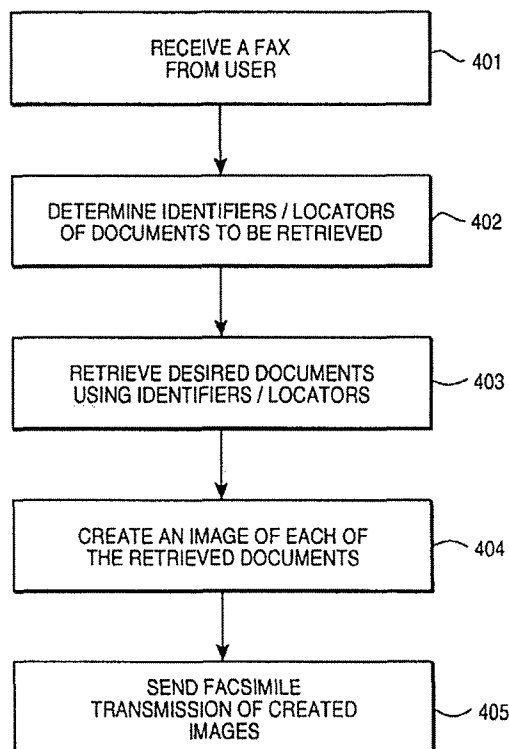 RECEIVE A FAX
FROM USER
401
DETERMINE IDENTIFIERS / LOCATORS
OF DOCUMENTS TO BE RETRIEVED
402
RETRIEVE DESIRED DOCUMENTS
USING IDENTIFIERS / LOCATORS
403
CREATE AN IMAGE OF EACH OF
THE RETRIEVED DOCUMENTS
404
SEND FACSIMILE
TRANSMISSION OF CREATED
IMAGES
405